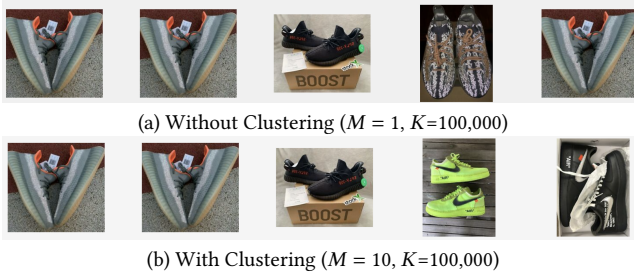 BOOST
(a) Without Clustering (M = 1, K=100,000)
BOOST
(b) With Clustering (M = 10, K=100,000)